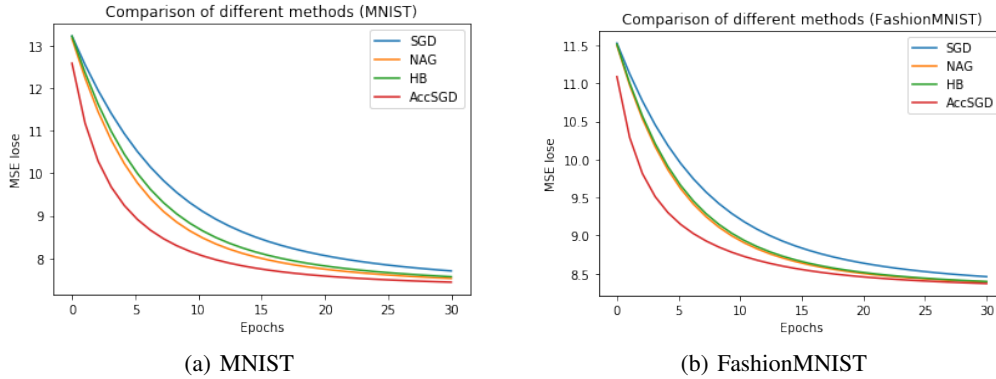 Comparison of different methods (MNIST)
13
12
11
10
9
8
MSE lose
0 5 10 15 20 25 30
Epochs
SGD
NAG
HB
AccSGD
(a) MNIST
Comparison of different methods (FashionMNIST)
11.5
11.0
10.5
10.0
9.5
9.0
8.5
MSE lose
0 5 10 15 20 25 30
Epochs
SGD
NAG
HB
AccSGD
(b) FashionMNIST